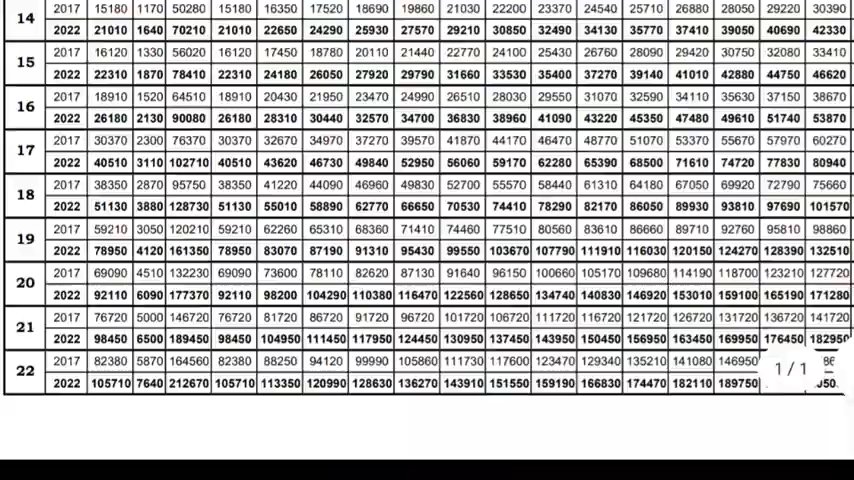 14 2017 15180 1170 50280 15180 16350 17520 18690 19860 21030 22200 23370 24540 25710 26880 28050 29220 30390
2022 21010 1640 70210 21010 22650 24290 25930 27570 29210 30850 32490 34130 35770 37410 39050 40690 42330
15 2017 16120 1330 56020 16120 17450 18780 20110 21440 22770 24100 25430 26760 28090 29420 30750 32080 33410
2022 22310 1870 78410 22310 24180 26050 27920 29790 31660 33530 35400 37270 39140 41010 42880 44750 46620
16 2017 18910 1520 64510 18910 20430 21950 23470 24990 26510 28030 29550 31070 32590 34110 35630 37150 38670
2022 26180 2130 90080 26180 28310 30440 32570 34700 36830 38960 41090 43220 45350 47480 49610 51740 53870
17 2017 30370 2300 76370 30370 32670 34970 37270 39570 41870 44170 46470 48770 51070 53370 55670 57970 60270
2022 40510 3110 102710 40510 43620 46730 49840 52950 56060 59170 62280 65390 68500 71610 74720 77830 80940
18 2017 38350 2870 95750 38350 41220 44090 46960 49830 52700 55570 58440 61310 64180 67050 69920 72790 75660
2022 51130 3880 128730 51130 55010 58890 62770 66650 70530 74410 78290 82170 86050 89930 93810 97690 101570
19 2017 59210 3050 120210 59210 62260 65310 68360 71410 74460 77510 80560 83610 86660 89710 92760 95810 98860
2022 78950 4120 161350 78950 83070 87190 91310 95430 99550 103670 107790 111910 116030 120150 124270 128390 132510
20 2017 69090 4510 132230 69090 73600 78110 82620 87130 91640 96150 100660 105170 109680 114190 118700 123210 127720
2022 92110 6090 177370 92110 98200 104290 110380 116470 122560 128650 134740 140830 146920 153010 159100 165190 171280
21 2017 76720 5000 146720 76720 81720 86720 91720 96720 101720 106720 111720 116720 121720 126720 131720 136720 141720
2022 98450 6500 189450 98450 104950 111450 117950 124450 130950 137450 143950 150450 156950 163450 169950 176450 182950
22 2017 82380 5870 164560 82380 88250 94120 99990 105860 111730 117600 123470 129340 135210 141080 146950
2022 105710 7640 212670 105710 113350 120990 128630 136270 143910 151550 159190 166830 174470 182110 189750
1 / 1